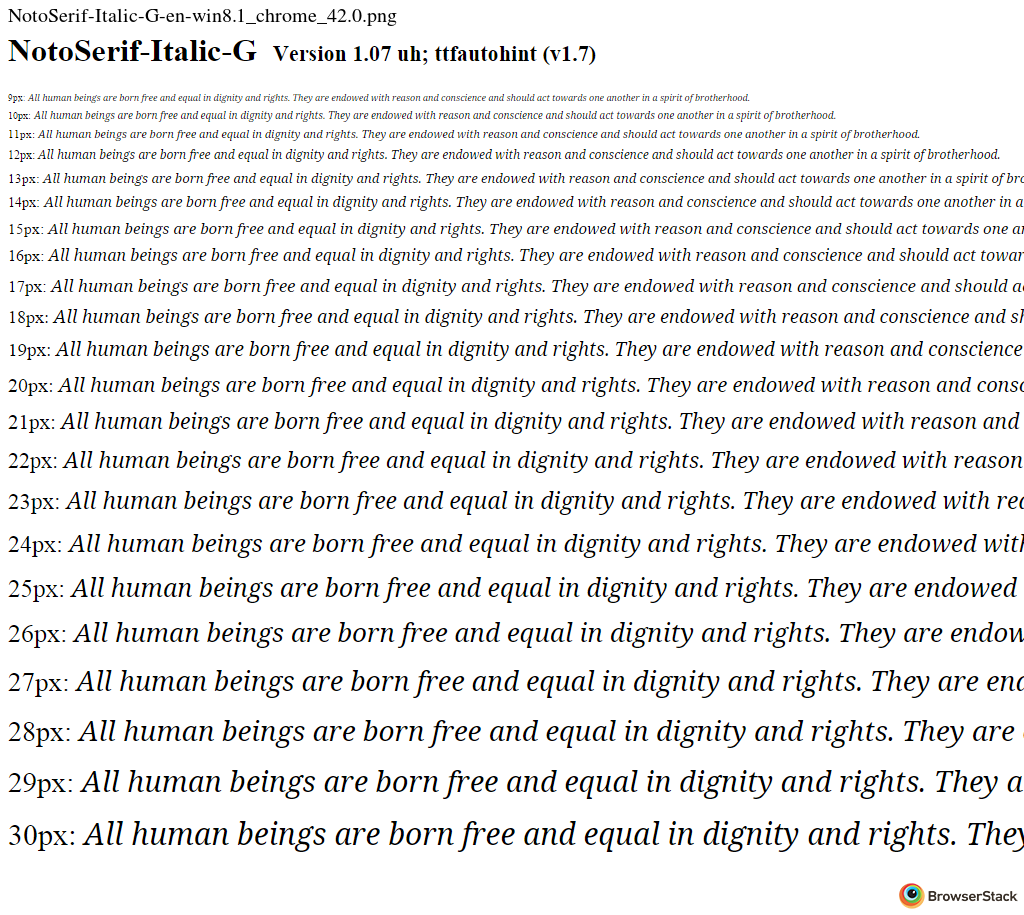 NotoSerif-Italic-G-en-win8.1_chrome_42.0.png
NotoSerif-Italic-G Version 1.07 uh; ttfautohint (v1.7)
9px: All human beings are born free and equal in dignity and rights. They are endowed with reason and conscience and should act towards one another in a spirit of brotherhood.
10px: All human beings are born free and equal in dignity and rights. They are endowed with reason and conscience and should act towards one another in a spirit of brotherhood.
11px: All human beings are born free and equal in dignity and rights. They are endowed with reason and conscience and should act towards one another in a spirit of brotherhood.
12px: All human beings are born free and equal in dignity and rights. They are endowed with reason and conscience and should act towards one another in a spirit of brotherhood.
13px: All human beings are born free and equal in dignity and rights. They are endowed with reason and conscience and should act towards one another in a spirit of
14px: All human beings are born free and equal in dignity and rights. They are endowed with reason and conscience and should act towards one another in a
15px: All human beings are born free and equal in dignity and rights. They are endowed with reason and conscience and should act towards one
16px: All human beings are born free and equal in dignity and rights. They are endowed with reason and conscience and should act
17px: All human beings are born free and equal in dignity and rights. They are endowed with reason and conscience and should
18px: All human beings are born free and equal in dignity and rights. They are endowed with reason and conscience and
19px: All human beings are born free and equal in dignity and rights. They are endowed with reason and conscience
20px: All human beings are born free and equal in dignity and rights. They are endowed with reason and
21px: All human beings are born free and equal in dignity and rights. They are endowed with reason and
22px: All human beings are born free and equal in dignity and rights. They are endowed with reason
23px: All human beings are born free and equal in dignity and rights. They are endowed with
24px: All human beings are born free and equal in dignity and rights. They are endowed
25px: All human beings are born free and equal in dignity and rights. They are endowed
26px: All human beings are born free and equal in dignity and rights. They are
27px: All human beings are born free and equal in dignity and rights. They are
28px: All human beings are born free and equal in dignity and rights. They are
29px: All human beings are born free and equal in dignity and rights. They
30px: All human beings are born free and equal in dignity and rights. They
BrowserStack